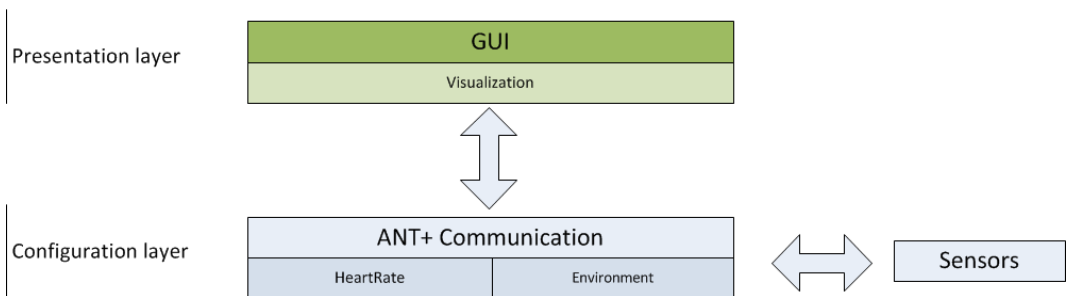 Presentation layer
GUI
Visualization
Configuration layer
ANT+ Communication
HeartRate
Environment
Sensors